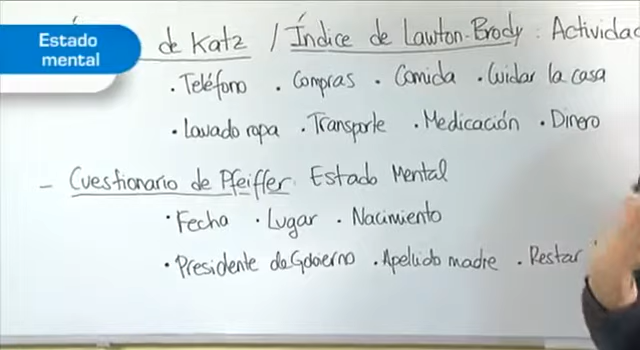 Estado
mental
de Katz / Índice de Lawton-Brody: Actividad
· Teléfono · Compras · Comida · Cuidar la casa
· Lavado ropa · Transporte · Medicación · Dinero
- Cuestionario de Pfeiffer: Estado Mental
· Fecha · Lugar · Nacimiento
· Presidente de Gobierno · Apellido madre · Restar